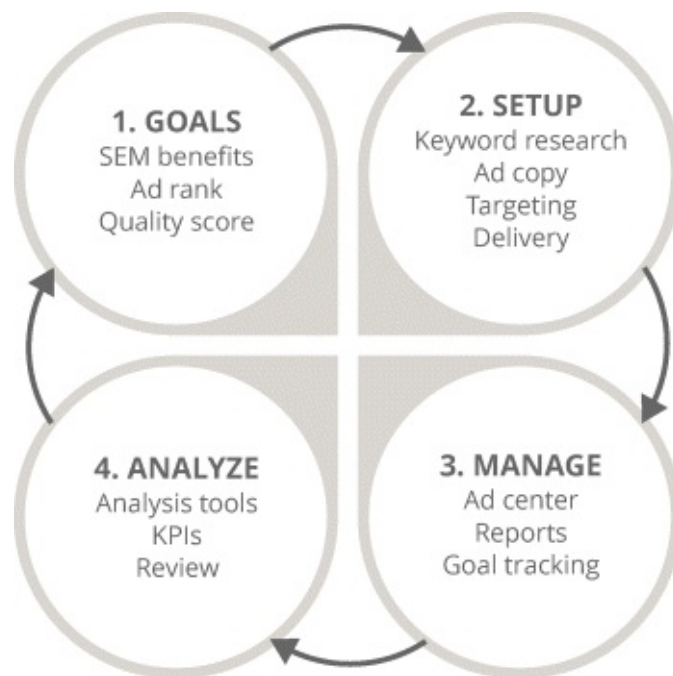 1. GOALS
SEM benefits
Ad rank
Quality score
2. SETUP
Keyword research
Ad copy
Targeting
Delivery
3. MANAGE
Ad center
Reports
Goal tracking
4. ANALYZE
Analysis tools
KPIs
Review